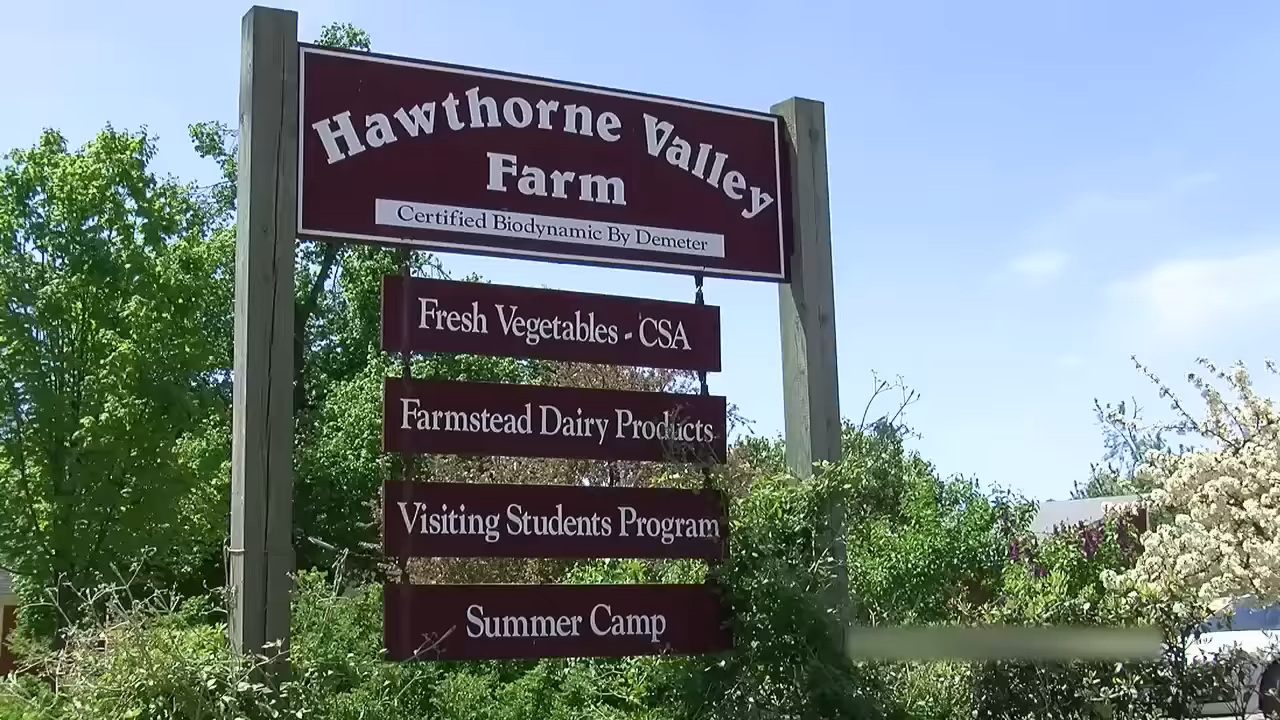 Hawthorne Valley
Farm
Certified Biodynamic By Demeter
Fresh Vegetables - CSA
Farmstead Dairy Products
Visiting Students Program
Summer Camp